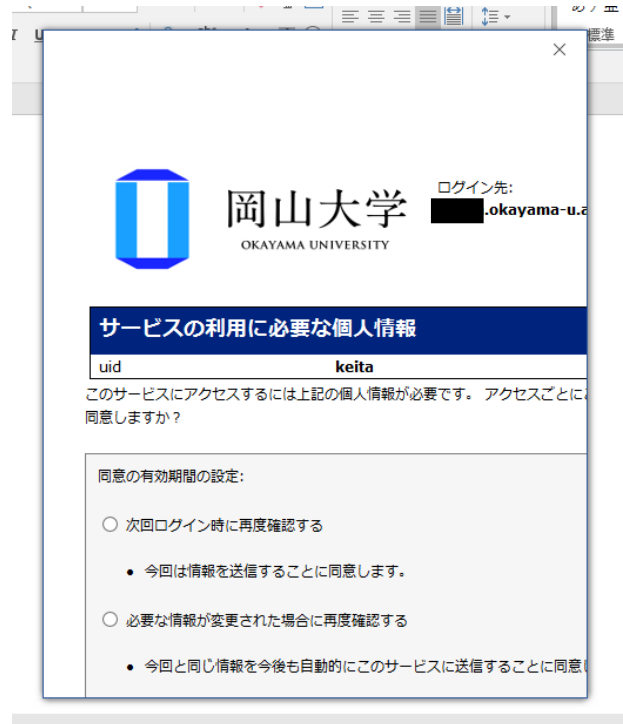 標準
岡山大学
OKAYAMA UNIVERSITY
ログイン先:
.okayama-u.a
サービスの利用に必要な個人情報
uid keita
このサービスにアクセスするには上記の個人情報が必要です。 アクセスごとにこ
同意しますか？
同意の有効期間の設定:
次回ログイン時に再度確認する
• 今回は情報を送信することに同意します。
必要な情報が変更された場合に再度確認する
• 今回と同じ情報を今後も自動的にこのサービスに送信することに同意し